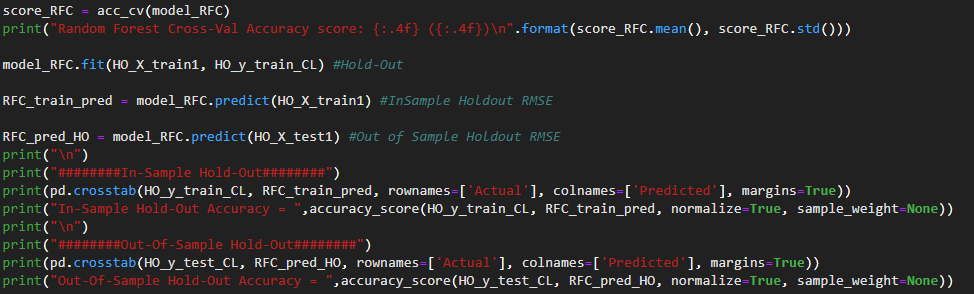 score_RFC = acc_cv(model_RFC)
print("Random Forest Cross-Val Accuracy score: {:.4f} ({:.4f})\n".format(score_RFC.mean(), score_RFC.std()))
model_RFC.fit(HO_X_train1, HO_y_train_CL) #Hold-Out
RFC_train_pred = model_RFC.predict(HO_X_train1) #InSample Holdout RMSE
RFC_pred_HO = model_RFC.predict(HO_X_test1) #Out of Sample Holdout RMSE
print("\n")
print("########In-Sample Hold-Out########")
print(pd.crosstab(HO_y_train_CL, RFC_train_pred, rownames=['Actual'], colnames=['Predicted'], margins=True))
print("In-Sample Hold-Out Accuracy = ",accuracy_score(HO_y_train_CL, RFC_train_pred, normalize=True, sample_weight=None))
print("\n")
print("########Out-Of-Sample Hold-Out########")
print(pd.crosstab(HO_y_test_CL, RFC_pred_HO, rownames=['Actual'], colnames=['Predicted'], margins=True))
print("Out-Of-Sample Hold-Out Accuracy = ",accuracy_score(HO_y_test_CL, RFC_pred_HO, normalize=True, sample_weight=None))